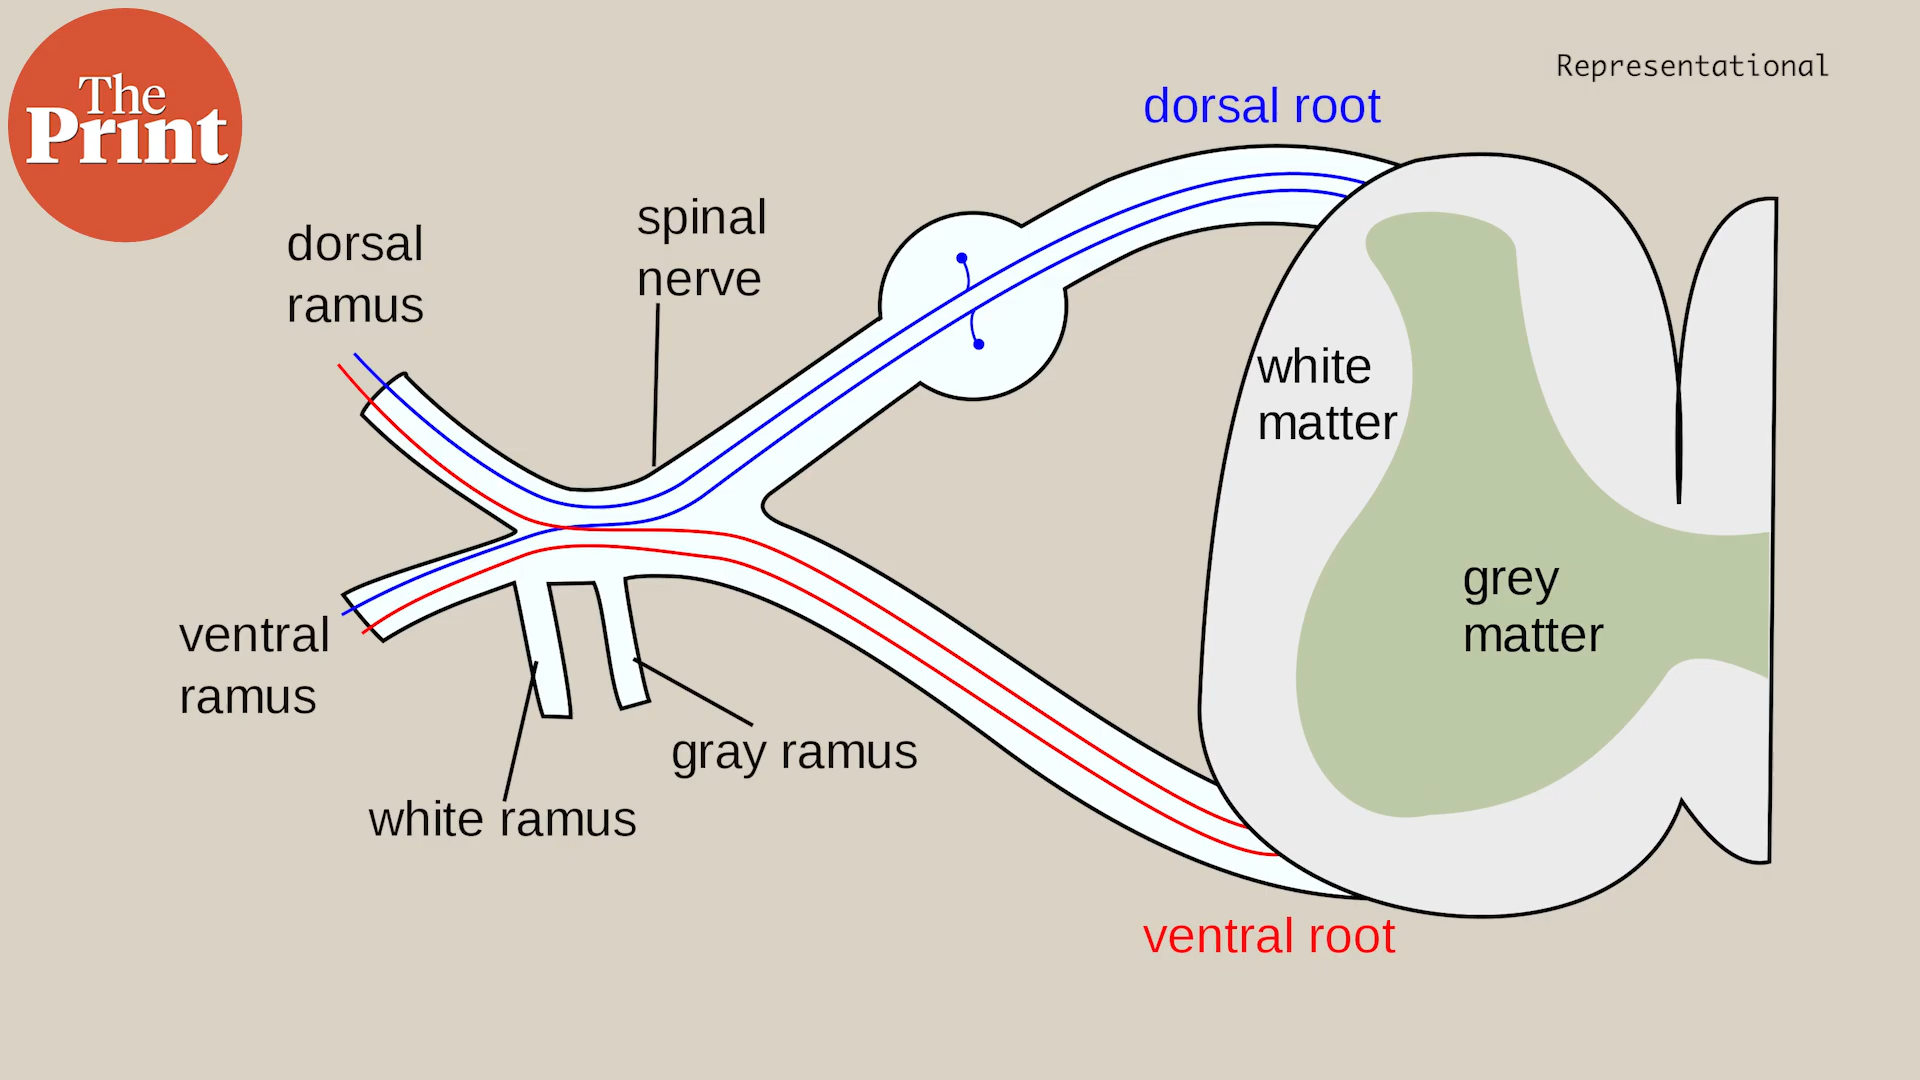 The
Print
Representational
dorsal root
spinal
nerve
dorsal
ramus
white
matter
grey
matter
ventral
ramus
gray ramus
white ramus
ventral root